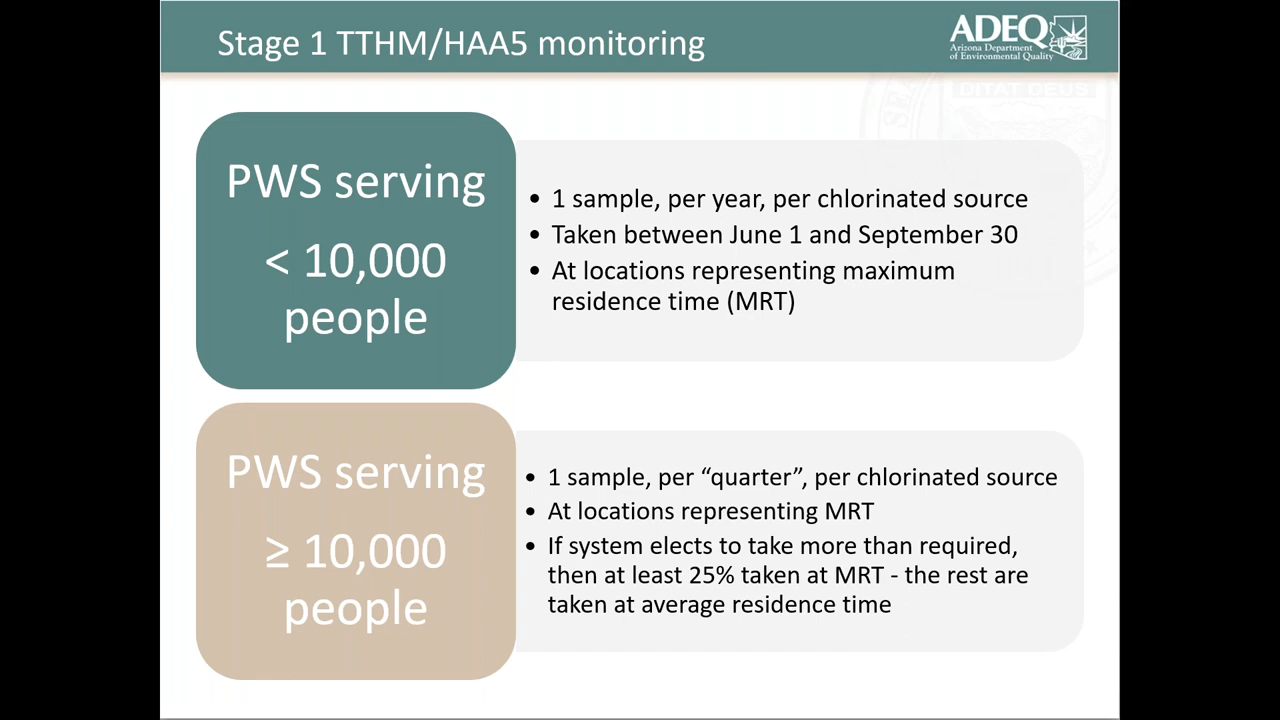 Stage 1 TTHM/HAA5 monitoring
ADEQ
Arizona Department
of Environmental Quality
DITAT DEUS
PWS serving
< 10,000
people
• 1 sample, per year, per chlorinated source
• Taken between June 1 and September 30
• At locations representing maximum
residence time (MRT)
PWS serving
≥ 10,000
people
• 1 sample, per “quarter”, per chlorinated source
• At locations representing MRT
• If system elects to take more than required,
then at least 25% taken at MRT - the rest are
taken at average residence time